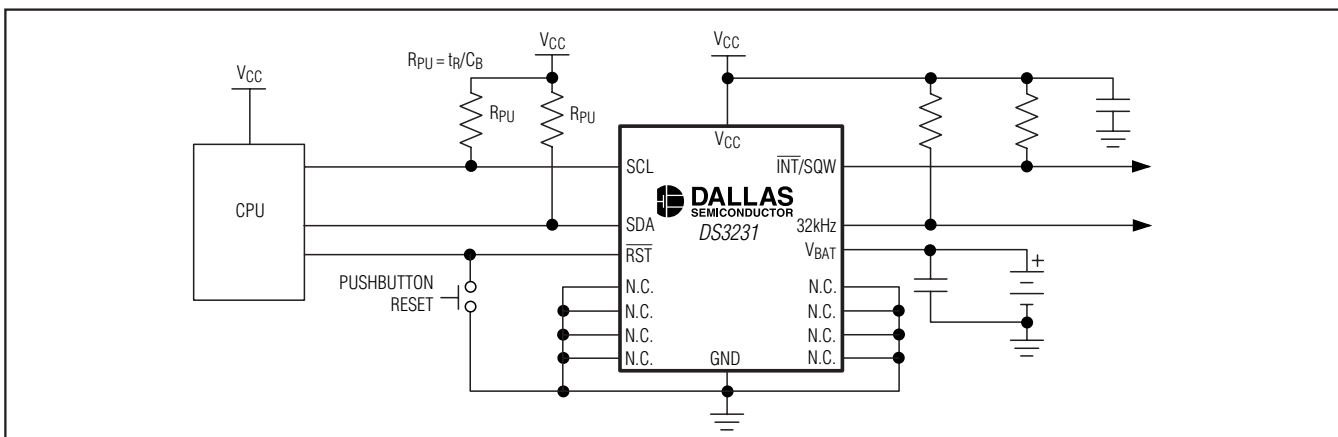 VCC
VCC
RPU = tR/CB
VCC
RPU
RPU
VCC
SCL
INT/SQW
CPU
DALLAS
SEMICONDUCTOR
DS3231
SDA
32kHz
RST
VBAT
+
PUSHBUTTON
RESET
N.C.
N.C.
N.C.
N.C.
N.C.
N.C.
N.C.
GND
N.C.